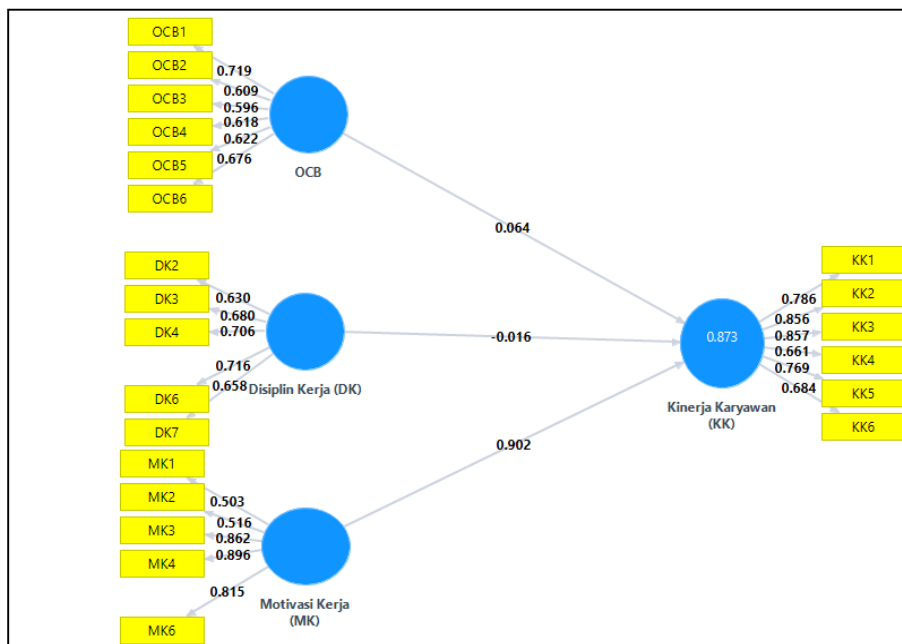 OCB1
OCB2
OCB3
OCB4
OCB5
OCB6
0.719
0.609
0.596
0.618
0.622
0.676
OCB
0.064
DK2
DK3
DK4
DK6
DK7
0.630
0.680
0.706
0.716
0.658
Disiplin Kerja (DK)
-0.016
MK1
MK2
MK3
MK4
MK6
0.503
0.516
0.862
0.896
0.815
Motivasi Kerja
(MK)
0.902
0.873
Kinerja Karyawan
(KK)
0.786
0.856
0.857
0.661
0.769
0.684
KK1
KK2
KK3
KK4
KK5
KK6